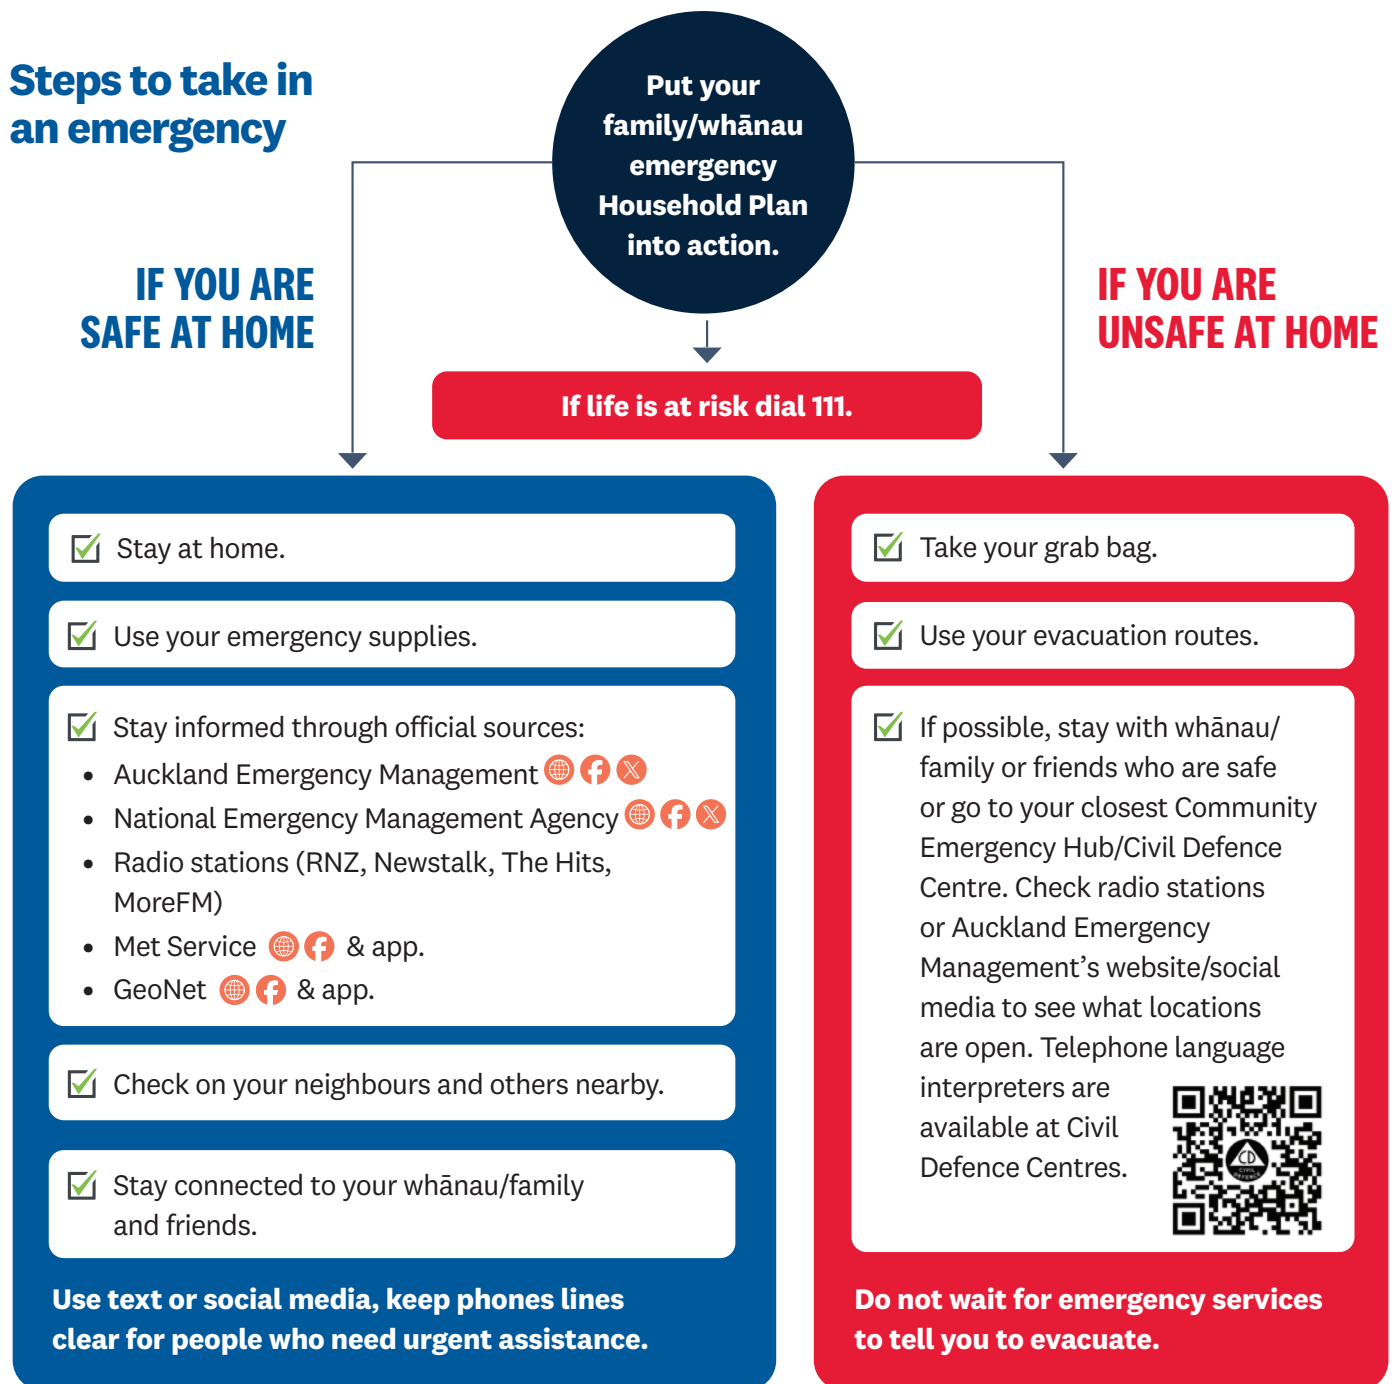 Steps to take in
an emergency
Put your
family/whānau
emergency
Household Plan
into action.
IF YOU ARE
SAFE AT HOME
IF YOU ARE
UNSAFE AT HOME
If life is at risk dial 111.
Stay at home.
Use your emergency supplies.
Stay informed through official sources:
• Auckland Emergency Management
• National Emergency Management Agency
• Radio stations (RNZ, Newstalk, The Hits,
MoreFM)
• Met Service & app.
• GeoNet & app.
Check on your neighbours and others nearby.
Stay connected to your whānau/family
and friends.
Use text or social media, keep phones lines
clear for people who need urgent assistance.
Take your grab bag.
Use your evacuation routes.
If possible, stay with whānau/
family or friends who are safe
or go to your closest Community
Emergency Hub/Civil Defence
Centre. Check radio stations
or Auckland Emergency
Management’s website/social
media to see what locations
are open. Telephone language
interpreters are
available at Civil
Defence Centres.
CD
CIVIL
DEFENCE
Do not wait for emergency services
to tell you to evacuate.